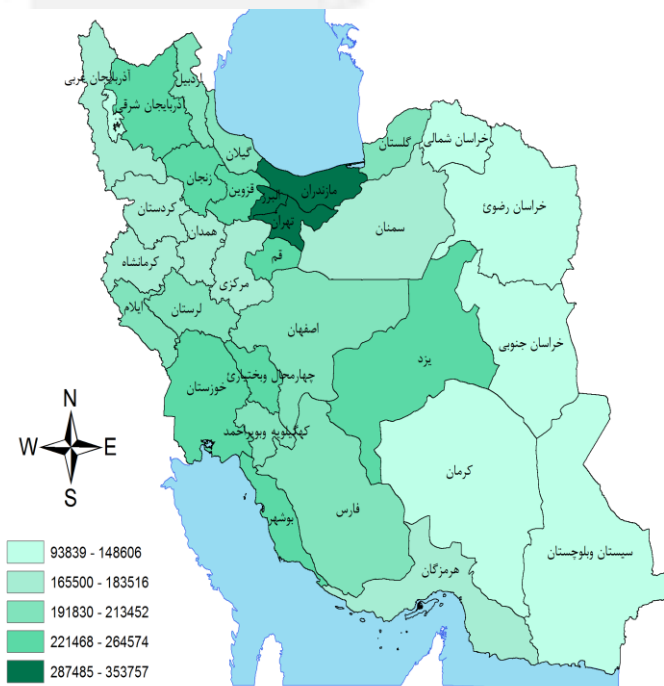 آذربایجان غربی
آذربایجان شرقی
اردبیل
گیلان
زنجان
قزوین
البرز
تهران
مازندران
گلستان
خراسان شمالی
خراسان رضوئ
سمنان
کردستان
همدان
کرمانشاه
مرکزی
قم
ایلام
لرستان
اصفهان
یزد
خراسان جنوبی
خوزستان
چهارمحال وبختیارئ
کهگیلویه وبویراحمد
N
W E
S
فارس
کرمان
بوشهر
هرمزگان
سیستان وبلوچستان
93839 - 148606
165500 - 183516
191830 - 213452
221468 - 264574
287485 - 353757